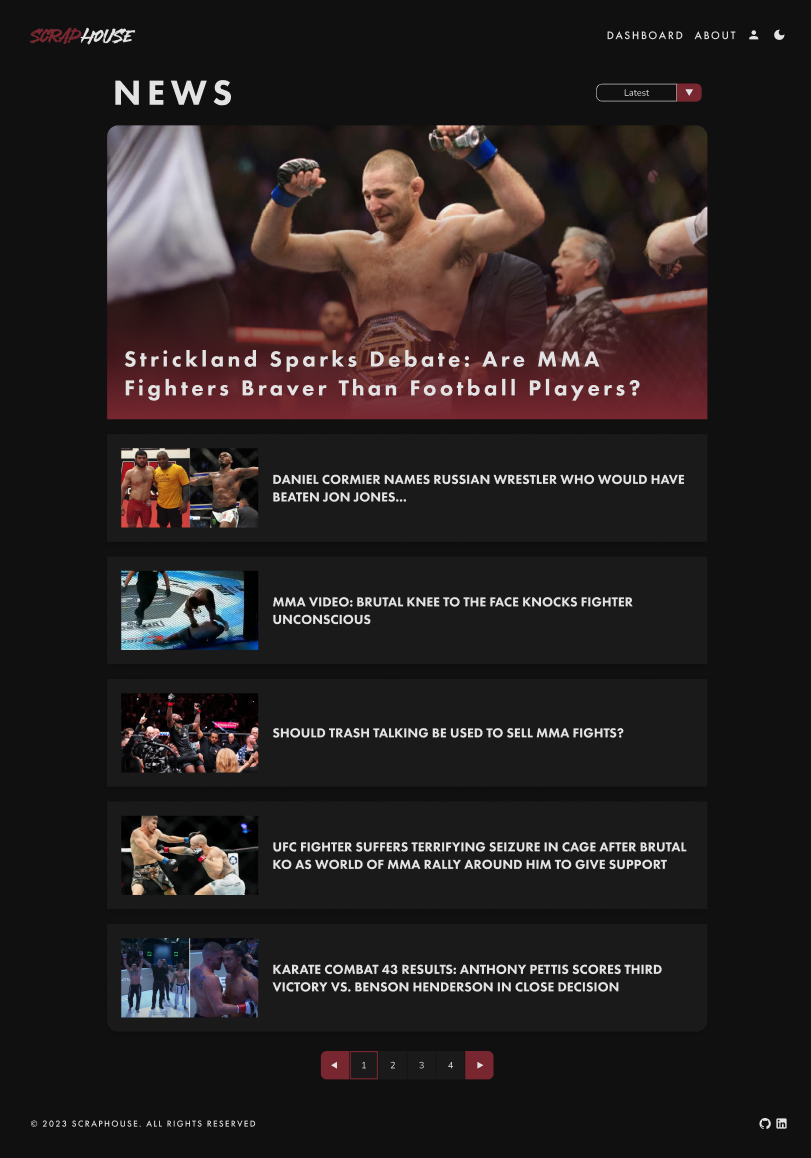 SCRAPHOUSE
DASHBOARD ABOUT
NEWS
Latest
Strickland Sparks Debate: Are MMA
Fighters Braver Than Football Players?
DANIEL CORMIER NAMES RUSSIAN WRESTLER WHO WOULD HAVE
BEATEN JON JONES...
MMA VIDEO: BRUTAL KNEE TO THE FACE KNOCKS FIGHTER
UNCONSCIOUS
SHOULD TRASH TALKING BE USED TO SELL MMA FIGHTS?
UFC FIGHTER SUFFERS TERRIFYING SEIZURE IN CAGE AFTER BRUTAL
KO AS WORLD OF MMA RALLY AROUND HIM TO GIVE SUPPORT
KARATE COMBAT 43 RESULTS: ANTHONY PETTIS SCORES THIRD
VICTORY VS. BENSON HENDERSON IN CLOSE DECISION
1 2 3 4
© 2023 SCRAPHOUSE. ALL RIGHTS RESERVED